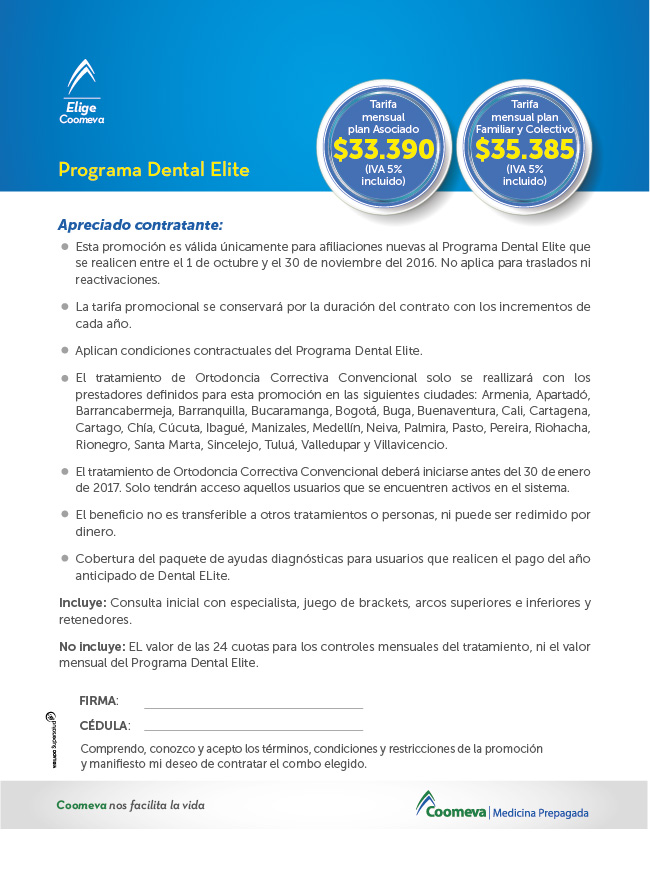 Elige
Coomeva
Programa Dental Elite
Tarifa
mensual
plan Asociado
$33.390
(IVA 5%
incluido)
Tarifa
mensual plan
Familiar y Colectivo
$35.385
(IVA 5%
incluido)
Apreciado contratante:
Esta promoción es válida únicamente para afiliaciones nuevas al Programa Dental Elite que
se realicen entre el 1 de octubre y el 30 de noviembre del 2016. No aplica para traslados ni
reactivaciones.
La tarifa promocional se conservará por la duración del contrato con los incrementos de
cada año.
Aplican condiciones contractuales del Programa Dental Elite.
El tratamiento de Ortodoncia Correctiva Convencional solo se reallizará con los
prestadores definidos para esta promoción en las siguientes ciudades: Armenia, Apartadó,
Barrancabermeja, Barranquilla, Bucaramanga, Bogotá, Buga, Buenaventura, Cali, Cartagena,
Cartago, Chía, Cúcuta, Ibagué, Manizales, Medellín, Neiva, Palmira, Pasto, Pereira, Riohacha,
Rionegro, Santa Marta, Sincelejo, Tuluá, Valledupar y Villavicencio.
El tratamiento de Ortodoncia Correctiva Convencional deberá iniciarse antes del 30 de enero
de 2017. Solo tendrán acceso aquellos usuarios que se encuentren activos en el sistema.
El beneficio no es transferible a otros tratamientos o personas, ni puede ser redimido por
dinero.
Cobertura del paquete de ayudas diagnósticas para usuarios que realicen el pago del año
anticipado de Dental ELite.
Incluye: Consulta inicial con especialista, juego de brackets, arcos superiores e inferiores y
retenedores.
No incluye: EL valor de las 24 cuotas para los controles mensuales del tratamiento, ni el valor
mensual del Programa Dental Elite.
FIRMA:
CÉDULA:
Comprendo, conozco y acepto los términos, condiciones y restricciones de la promoción
y manifiesto mi deseo de contratar el combo elegido.
Coomeva nos facilita la vida
Coomeva | Medicina Prepagada